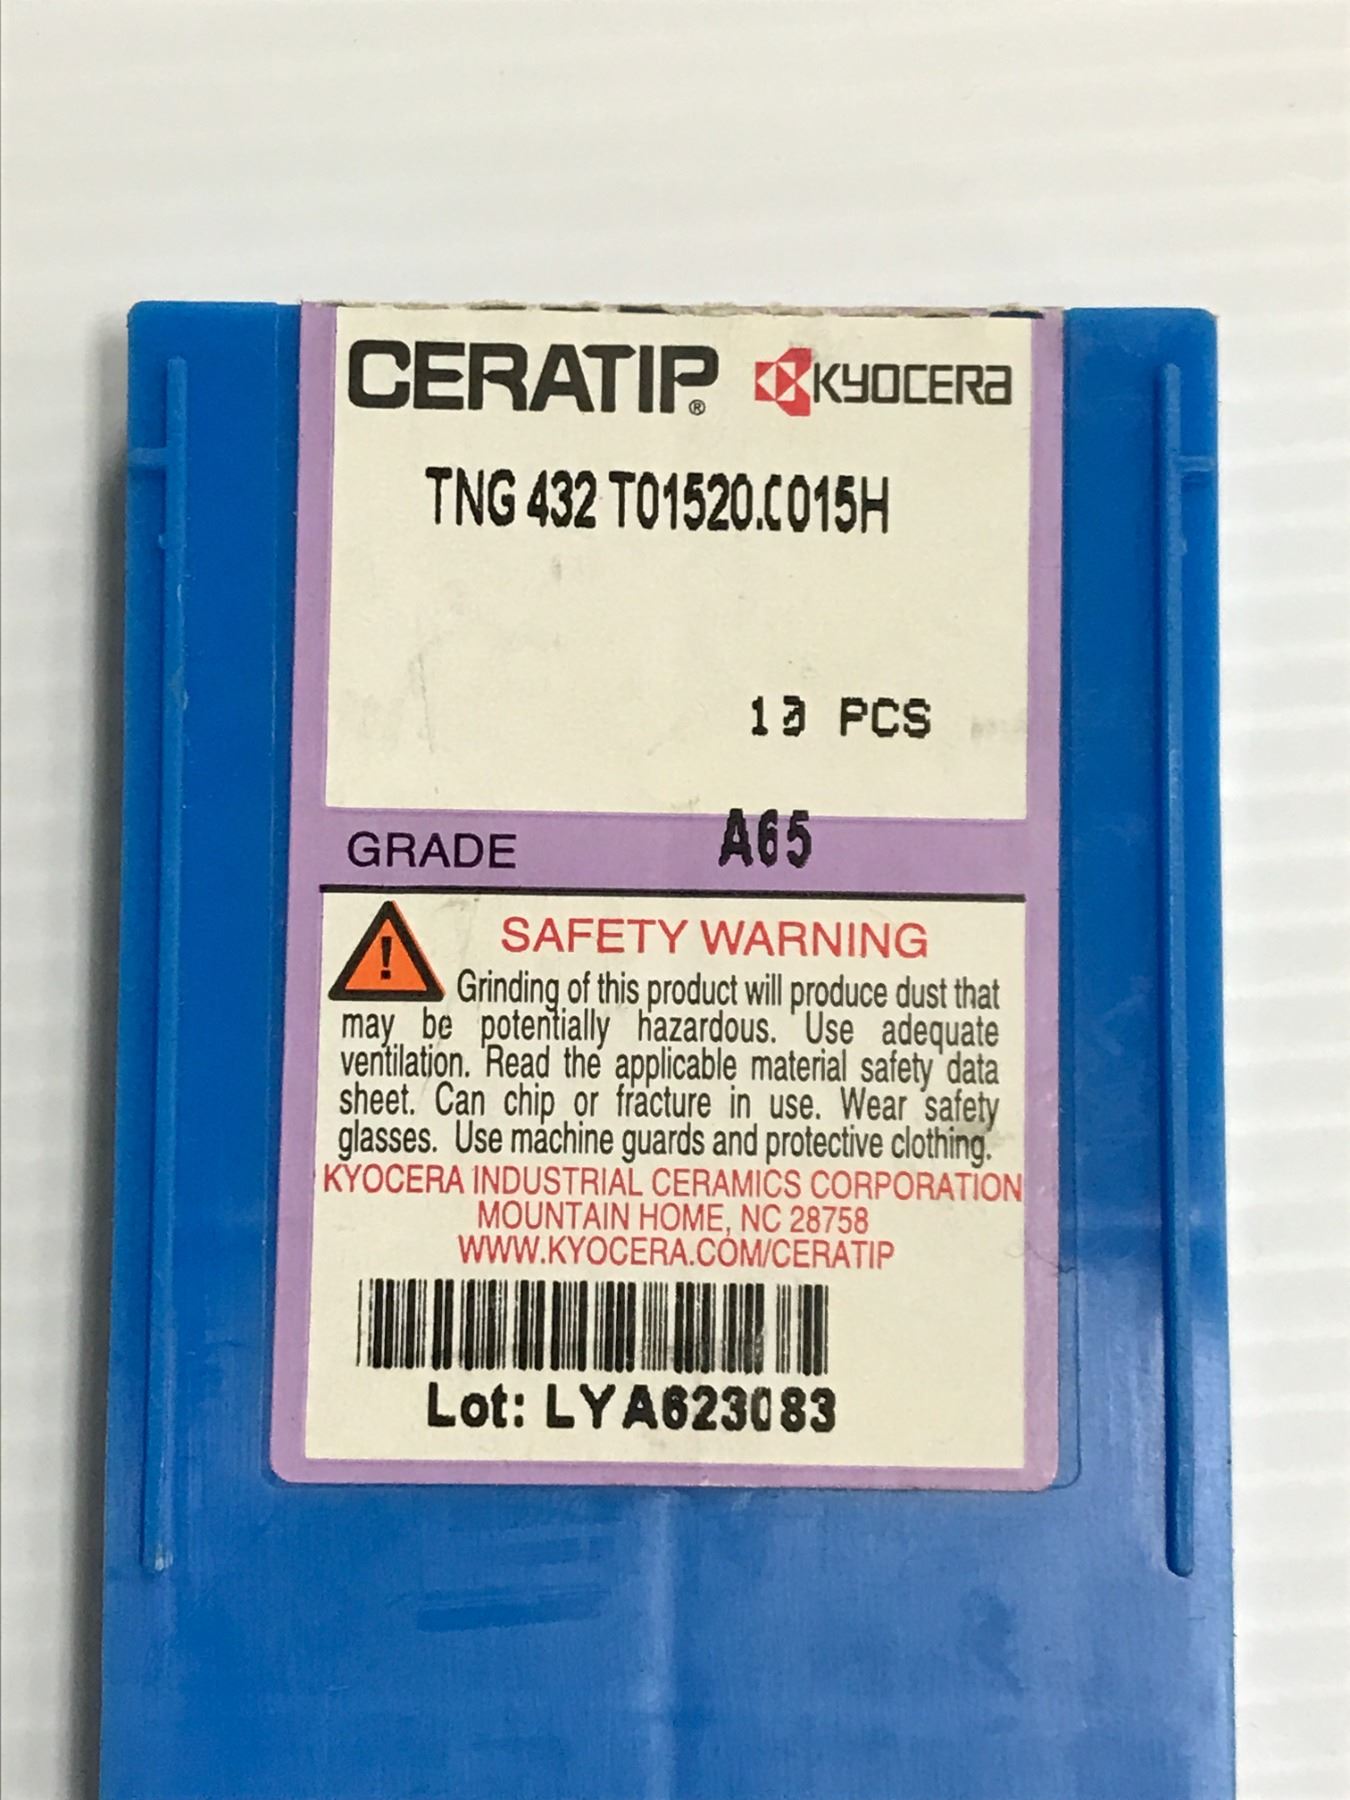 CERATIP® KYOCERA
TNG 432 T01520.C015H
10 PCS
GRADE A65
! SAFETY WARNING
Grinding of this product will produce dust that
may be potentially hazardous. Use adequate
ventilation. Read the applicable material safety data
sheet. Can chip or fracture in use. Wear safety
glasses. Use machine guards and protective clothing.
KYOCERA INDUSTRIAL CERAMICS CORPORATION
MOUNTAIN HOME, NC 28758
WWW.KYOCERA.COM/CERATIP
Lot: LYA623083